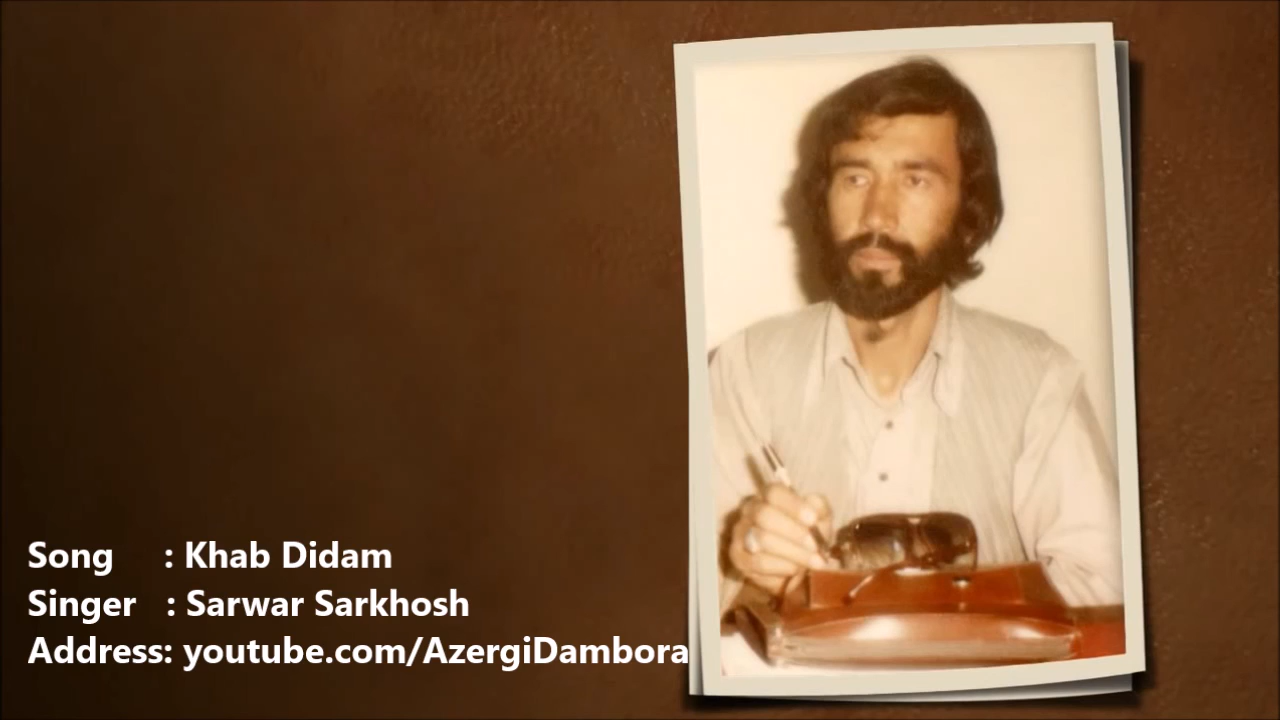 Song : Khab Didam
Singer : Sarwar Sarkhosh
Address: youtube.com/AzergiDambora